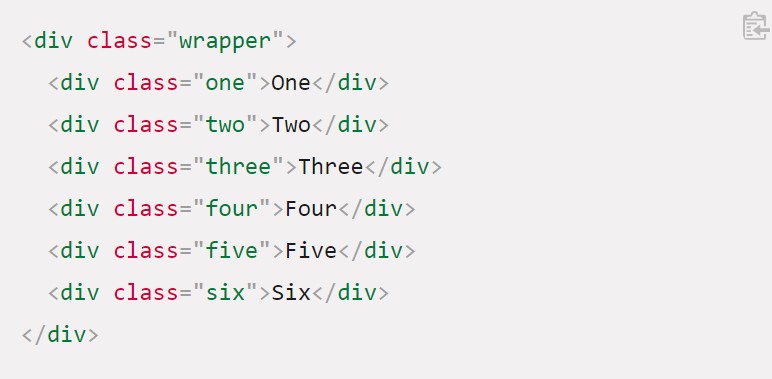 <div class="wrapper">
  <div class="one">One</div>
  <div class="two">Two</div>
  <div class="three">Three</div>
  <div class="four">Four</div>
  <div class="five">Five</div>
  <div class="six">Six</div>
</div>